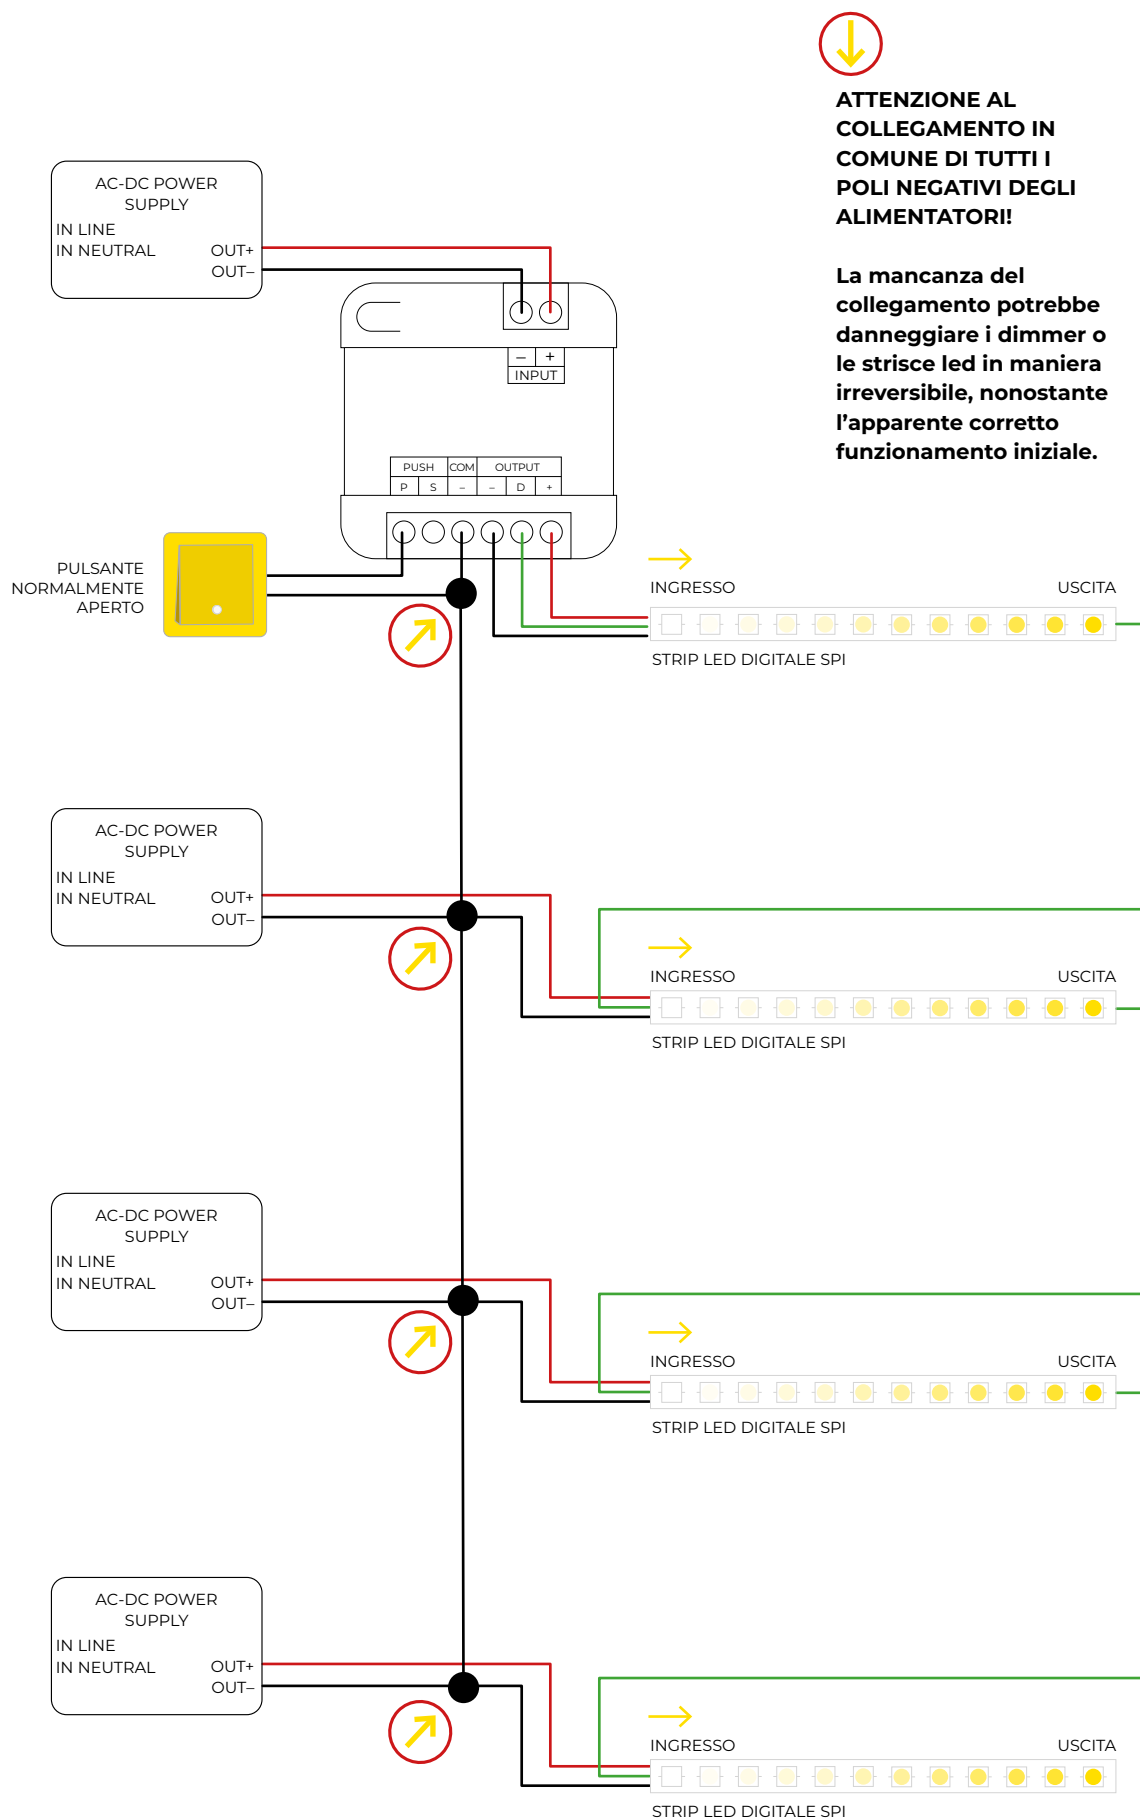 ATTENZIONE AL
COLLEGAMENTO IN
COMUNE DI TUTTI I
POLI NEGATIVI DEGLI
ALIMENTATORI!
La mancanza del
collegamento potrebbe
danneggiare i dimmer o
le strisce led in maniera
irreversibile, nonostante
l'apparente corretto
funzionamento iniziale.
AC-DC POWER
SUPPLY
IN LINE
IN NEUTRAL
OUT+
OUT–
– +
INPUT
PUSH COM OUTPUT
P S – – D +
PULSANTE
NORMALMENTE
APERTO
INGRESSO
USCITA
STRIP LED DIGITALE SPI
AC-DC POWER
SUPPLY
IN LINE
IN NEUTRAL
OUT+
OUT–
INGRESSO
USCITA
STRIP LED DIGITALE SPI
AC-DC POWER
SUPPLY
IN LINE
IN NEUTRAL
OUT+
OUT–
INGRESSO
USCITA
STRIP LED DIGITALE SPI
AC-DC POWER
SUPPLY
IN LINE
IN NEUTRAL
OUT+
OUT–
INGRESSO
USCITA
STRIP LED DIGITALE SPI